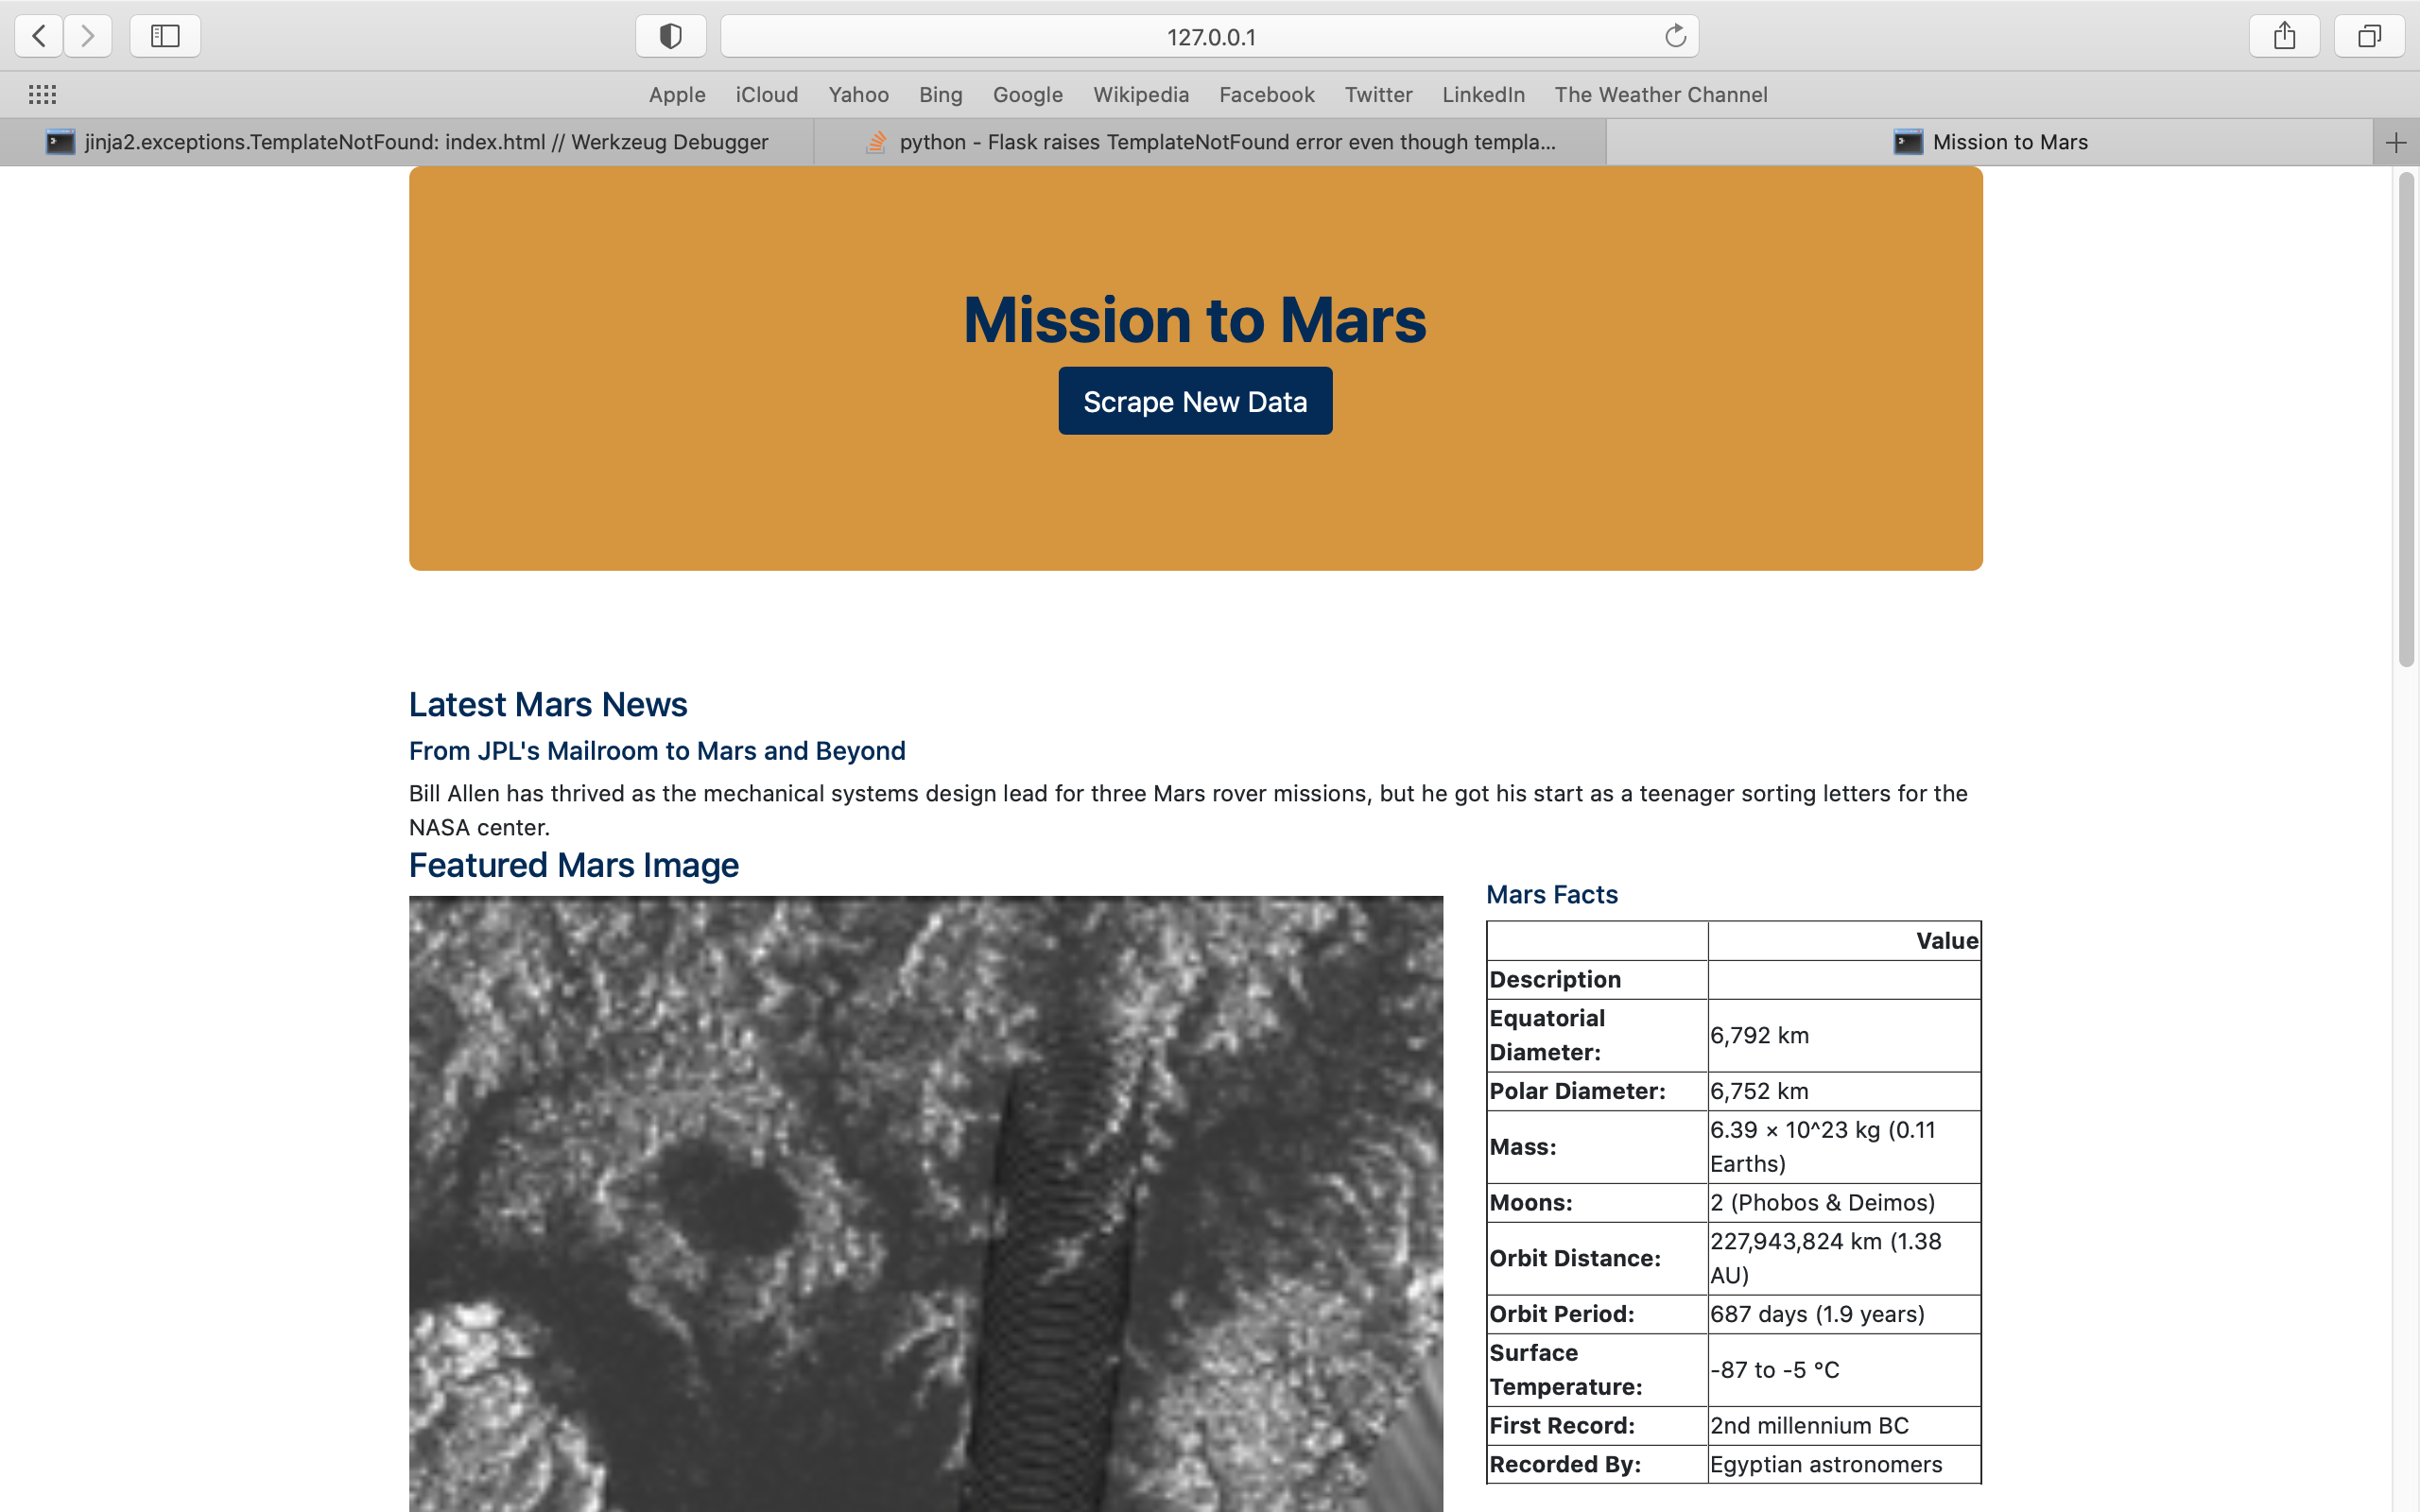 127.0.0.1
Apple iCloud Yahoo Bing Google Wikipedia Facebook Twitter LinkedIn The Weather Channel
jinja2.exceptions.TemplateNotFound: index.html // Werkzeug Debugger
python - Flask raises TemplateNotFound error even though templa...
Mission to Mars
Mission to Mars
Scrape New Data
Latest Mars News
From JPL's Mailroom to Mars and Beyond
Bill Allen has thrived as the mechanical systems design lead for three Mars rover missions, but he got his start as a teenager sorting letters for the
NASA center.
Featured Mars Image
Mars Facts
Value
Description
Equatorial
Diameter:
6,792 km
Polar Diameter: 6,752 km
Mass:
6.39 × 10^23 kg (0.11
Earths)
Moons: 2 (Phobos & Deimos)
Orbit Distance:
227,943,824 km (1.38
AU)
Orbit Period: 687 days (1.9 years)
Surface
Temperature:
-87 to -5 °C
First Record: 2nd millennium BC
Recorded By: Egyptian astronomers